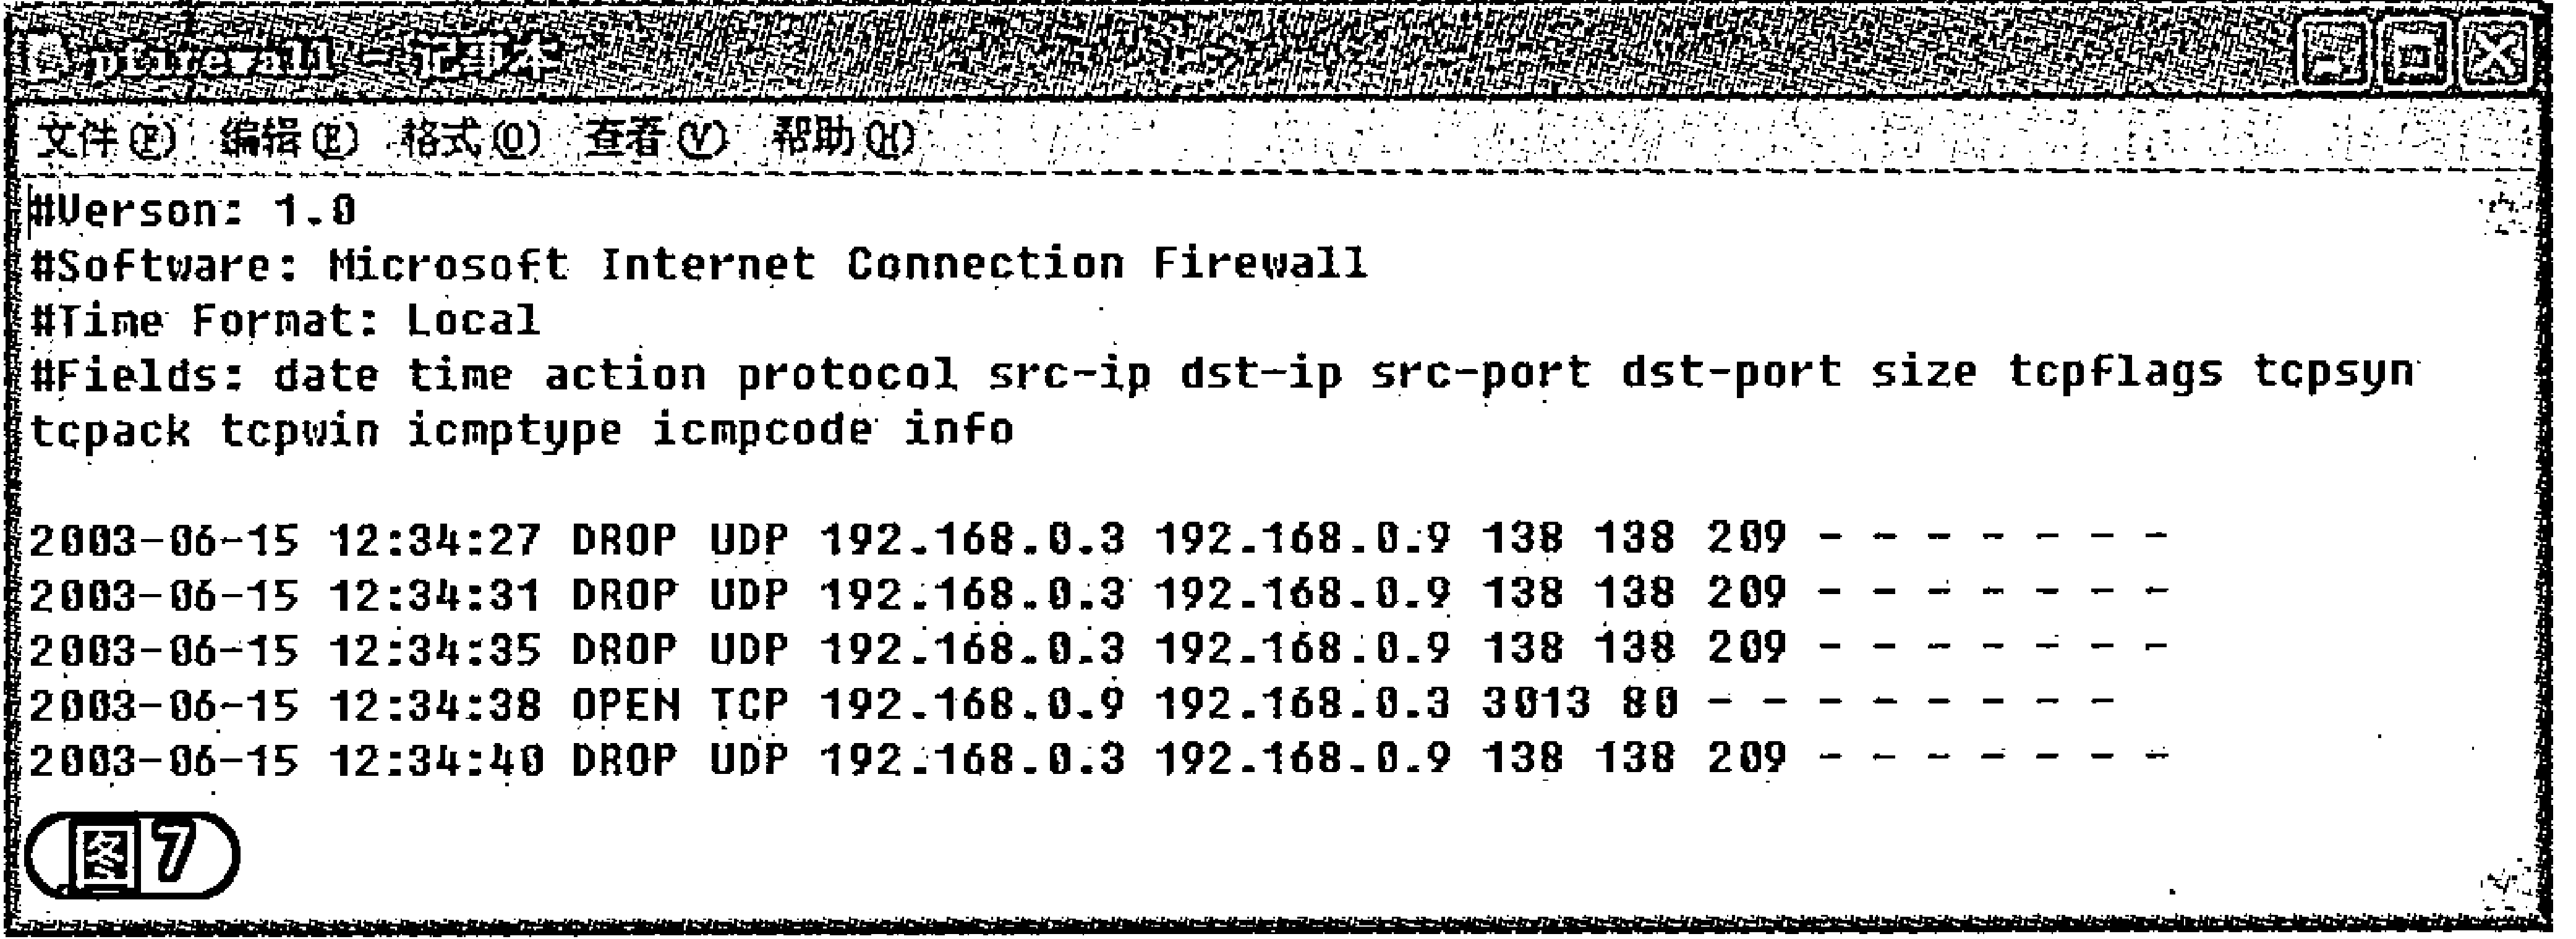 pfirewall - 记事本
文件(F) 编辑(E) 格式(O) 查看(V) 帮助(H)
#Verson: 1.0
#Software: Microsoft Internet Connection Firewall
#Time Format: Local
#Fields: date time action protocol src-ip dst-ip src-port dst-port size tcpflags tcpsyn
tcpack tcpwin icmptype icmpcode info
2003-06-15 12:34:27 DROP UDP 192.168.0.3 192.168.0.9 138 138 209 - - - - - - -
2003-06-15 12:34:31 DROP UDP 192.168.0.3 192.168.0.9 138 138 209 - - - - - - -
2003-06-15 12:34:35 DROP UDP 192.168.0.3 192.168.0.9 138 138 209 - - - - - - -
2003-06-15 12:34:38 OPEN TCP 192.168.0.9 192.168.0.3 3013 80 - - - - - - - -
2003-06-15 12:34:40 DROP UDP 192.168.0.3 192.168.0.9 138 138 209 - - - - - - -
图7